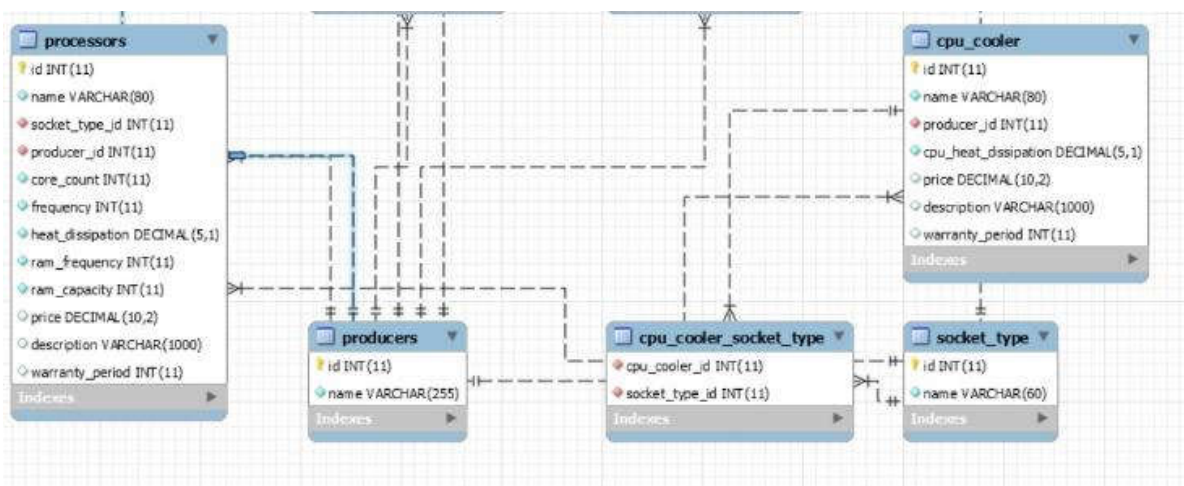 processors
id INT(11)
name VARCHAR(80)
socket_type_id INT(11)
producer_id INT(11)
core_count INT(11)
frequency INT(11)
heat_dissipation DECIMAL(5,1)
ram_frequency INT(11)
ram_capacity INT(11)
price DECIMAL(10,2)
description VARCHAR(1000)
warranty_period INT(11)
Indexes
producers
id INT(11)
name VARCHAR(255)
Indexes
cpu_cooler_socket_type
cpu_cooler_id INT(11)
socket_type_id INT(11)
Indexes
cpu_cooler
id INT(11)
name VARCHAR(80)
producer_id INT(11)
cpu_heat_dissipation DECIMAL(5,1)
price DECIMAL(10,2)
description VARCHAR(1000)
warranty_period INT(11)
Indexes
socket_type
id INT(11)
name VARCHAR(60)
Indexes